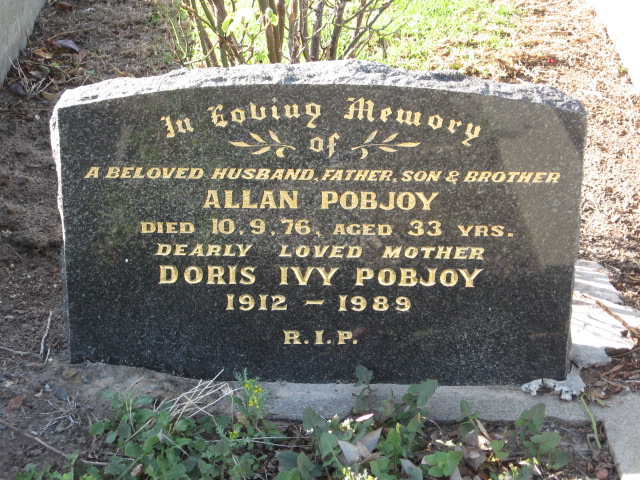 In Loving Memory
of
A BELOVED HUSBAND, FATHER, SON & BROTHER
ALLAN POBJOY
DIED 10.9.76, AGED 33 YRS.
DEARLY LOVED MOTHER
DORIS IVY POBJOY
1912 – 1989
R.I.P.